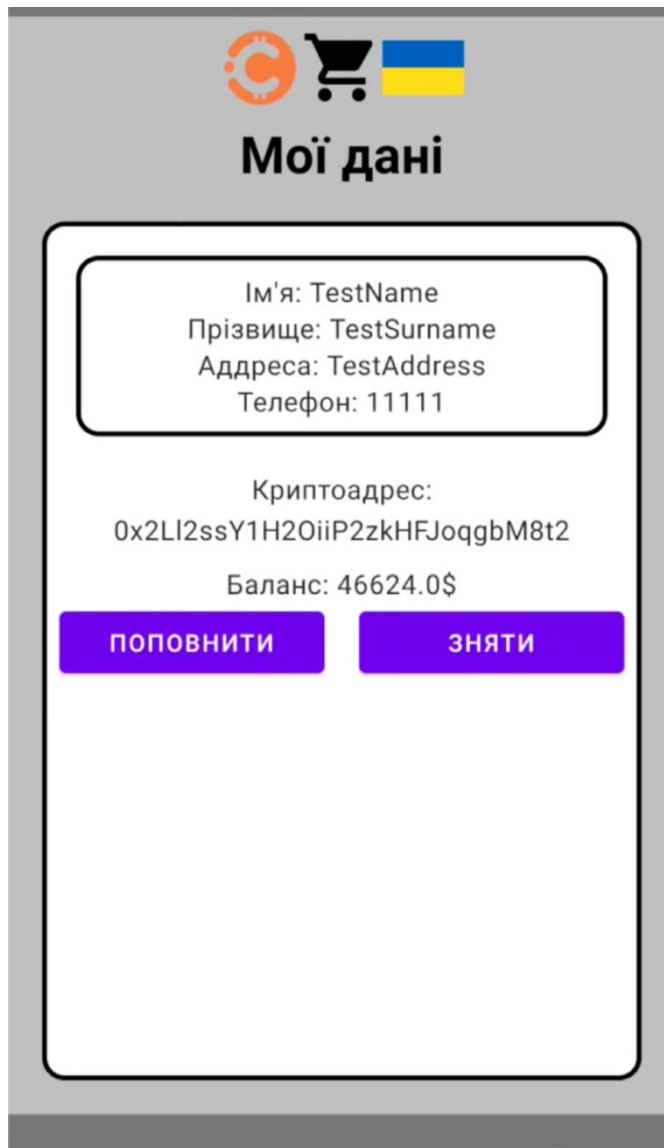 Мої дані
Ім'я: TestName
Прізвище: TestSurname
Аддреса: TestAddress
Телефон: 11111
Криптоадрес:
0x2Ll2ssY1H2OiiP2zkHFJoqgbM8t2
Баланс: 46624.0$
ПОПОВНИТИ
ЗНЯТИ